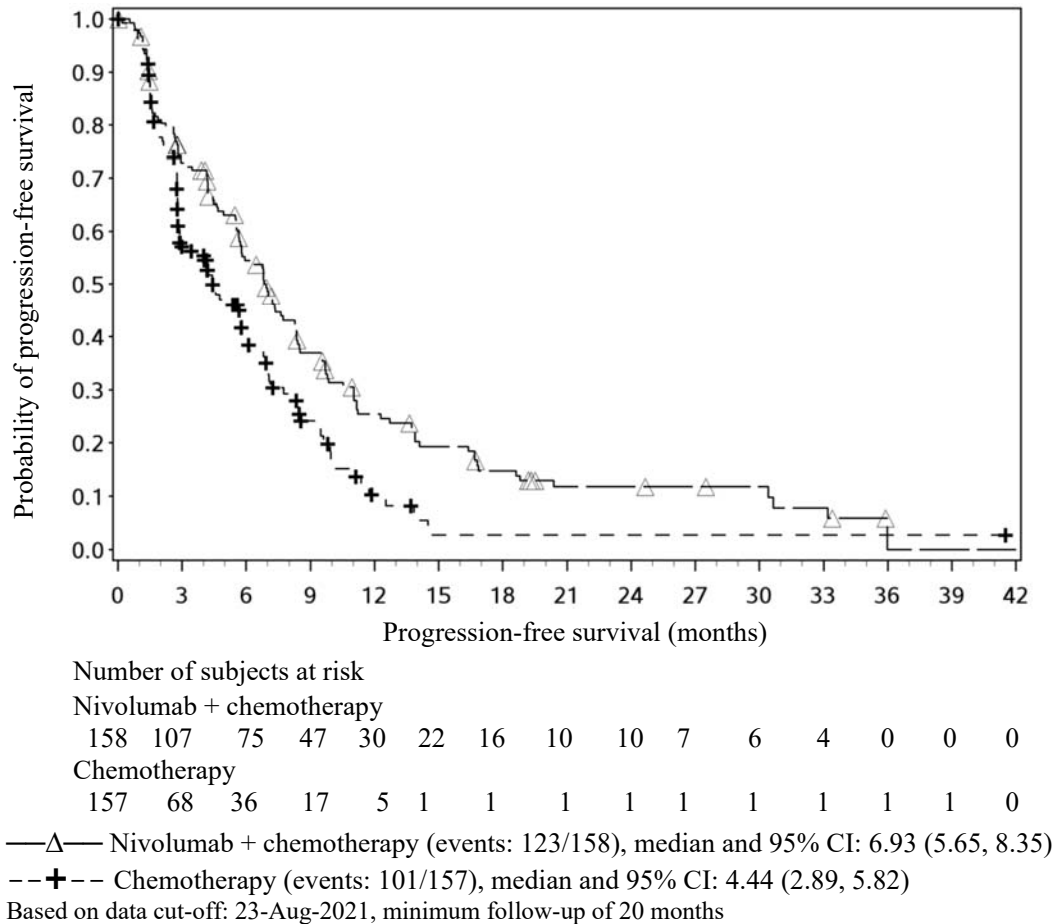 Probability of progression-free survival
1.0
0.9
0.8
0.7
0.6
0.5
0.4
0.3
0.2
0.1
0.0
0 3 6 9 12 15 18 21 24 27 30 33 36 39 42
Progression-free survival (months)
Number of subjects at risk
Nivolumab + chemotherapy
158 107 75 47 30 22 16 10 10 7 6 4 0 0 0
Chemotherapy
157 68 36 17 5 1 1 1 1 1 1 1 1 1 0
Nivolumab + chemotherapy (events: 123/158), median and 95% CI: 6.93 (5.65, 8.35)
Chemotherapy (events: 101/157), median and 95% CI: 4.44 (2.89, 5.82)
Based on data cut-off: 23-Aug-2021, minimum follow-up of 20 months